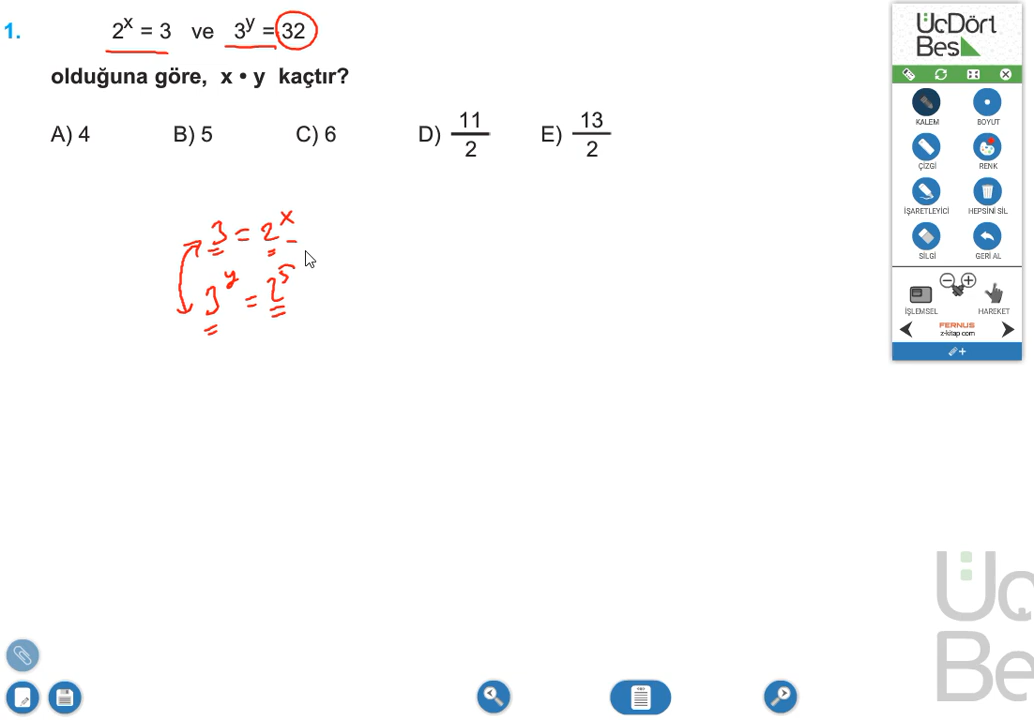 1. 2^x = 3 ve 3^y = 32
olduğuna göre, x • y kaçtır?
A) 4 B) 5 C) 6 D) 11/2 E) 13/2
3 = 2^x
3^y = 2^5
ÜçDört
Beş
KALEM BOYUT
ÇİZGİ RENK
İŞARETLEYİCİ HEPSİNİ SİL
SİLGİ GERİ AL
İŞLEMSEL HAREKET
FERNUS
z-kitap.com
Üç
Be